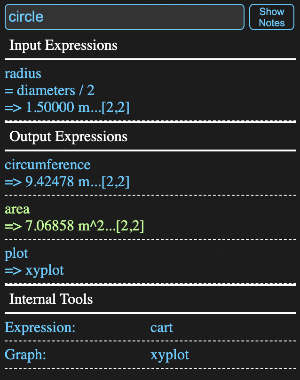 circle
Show
Notes
Input Expressions
radius
= diameters / 2
=> 1.50000 m...[2,2]
Output Expressions
circumference
=> 9.42478 m...[2,2]
area
=> 7.06858 m^2...[2,2]
plot
=> xyplot
Internal Tools
Expression: cart
Graph: xyplot